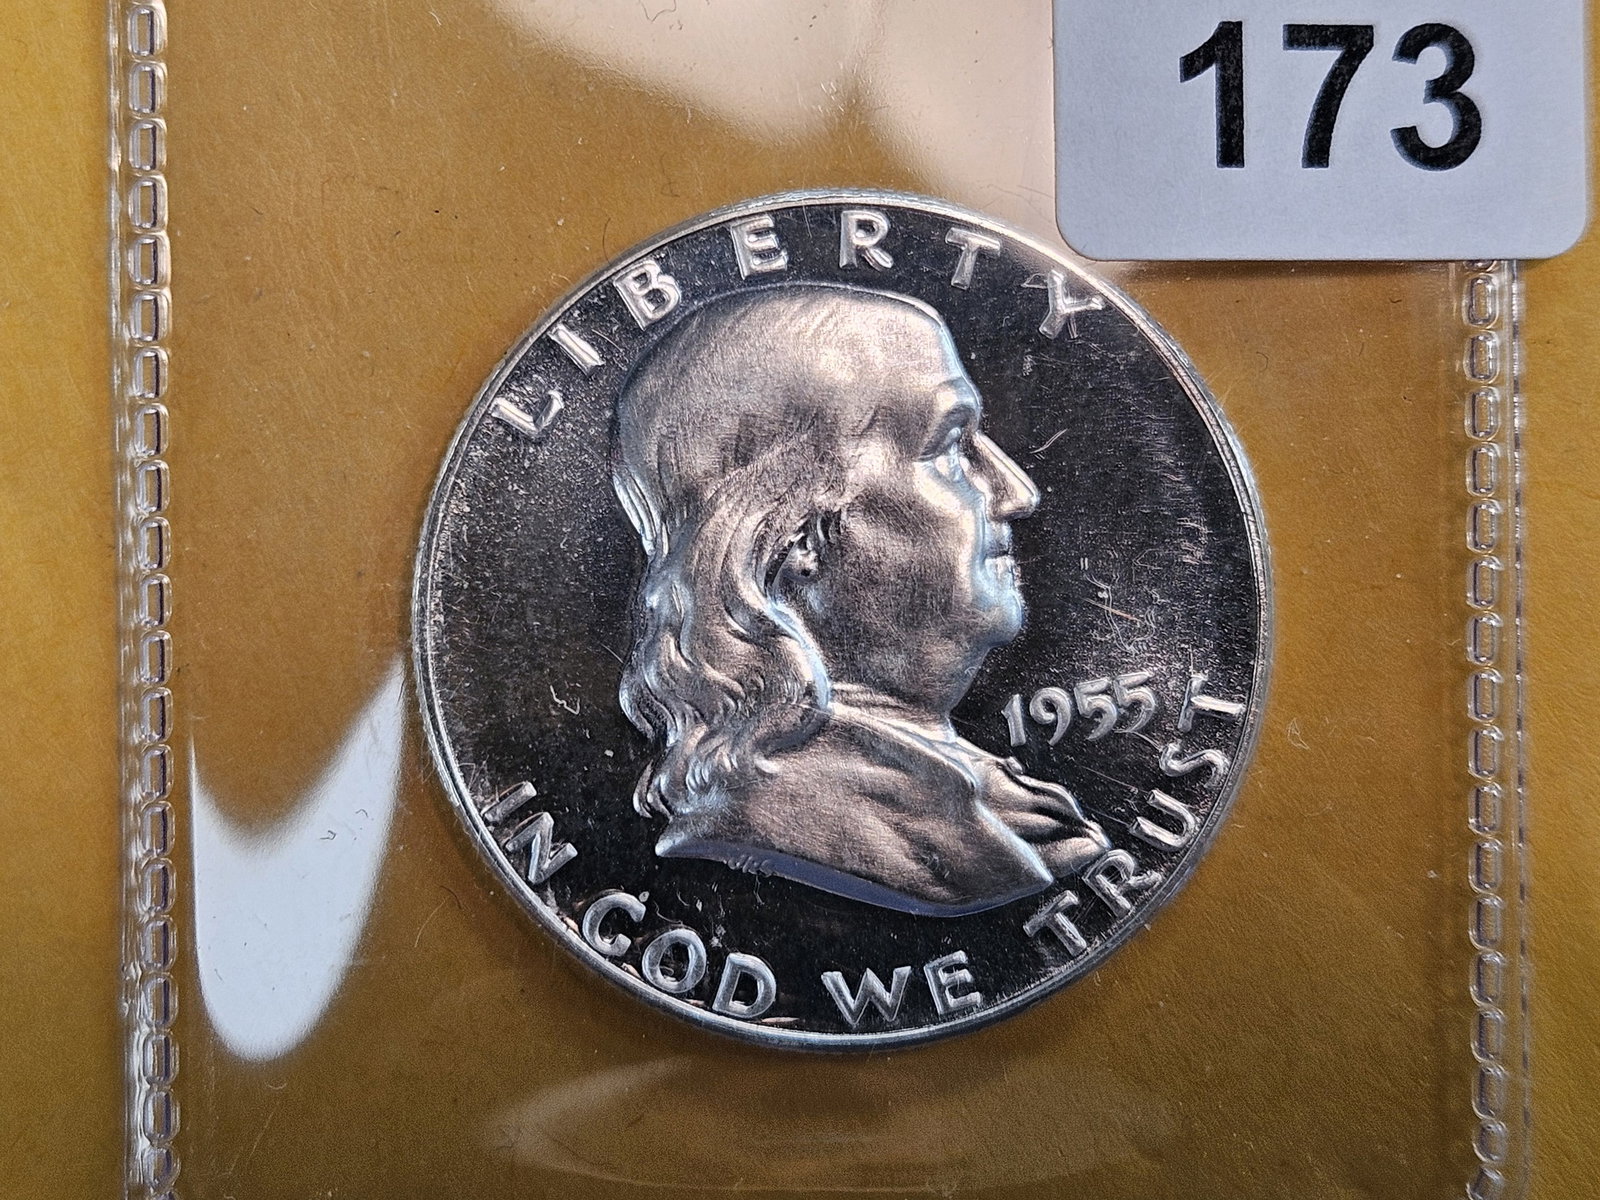 173
LIBERTY
1955
IN GOD WE TRUST